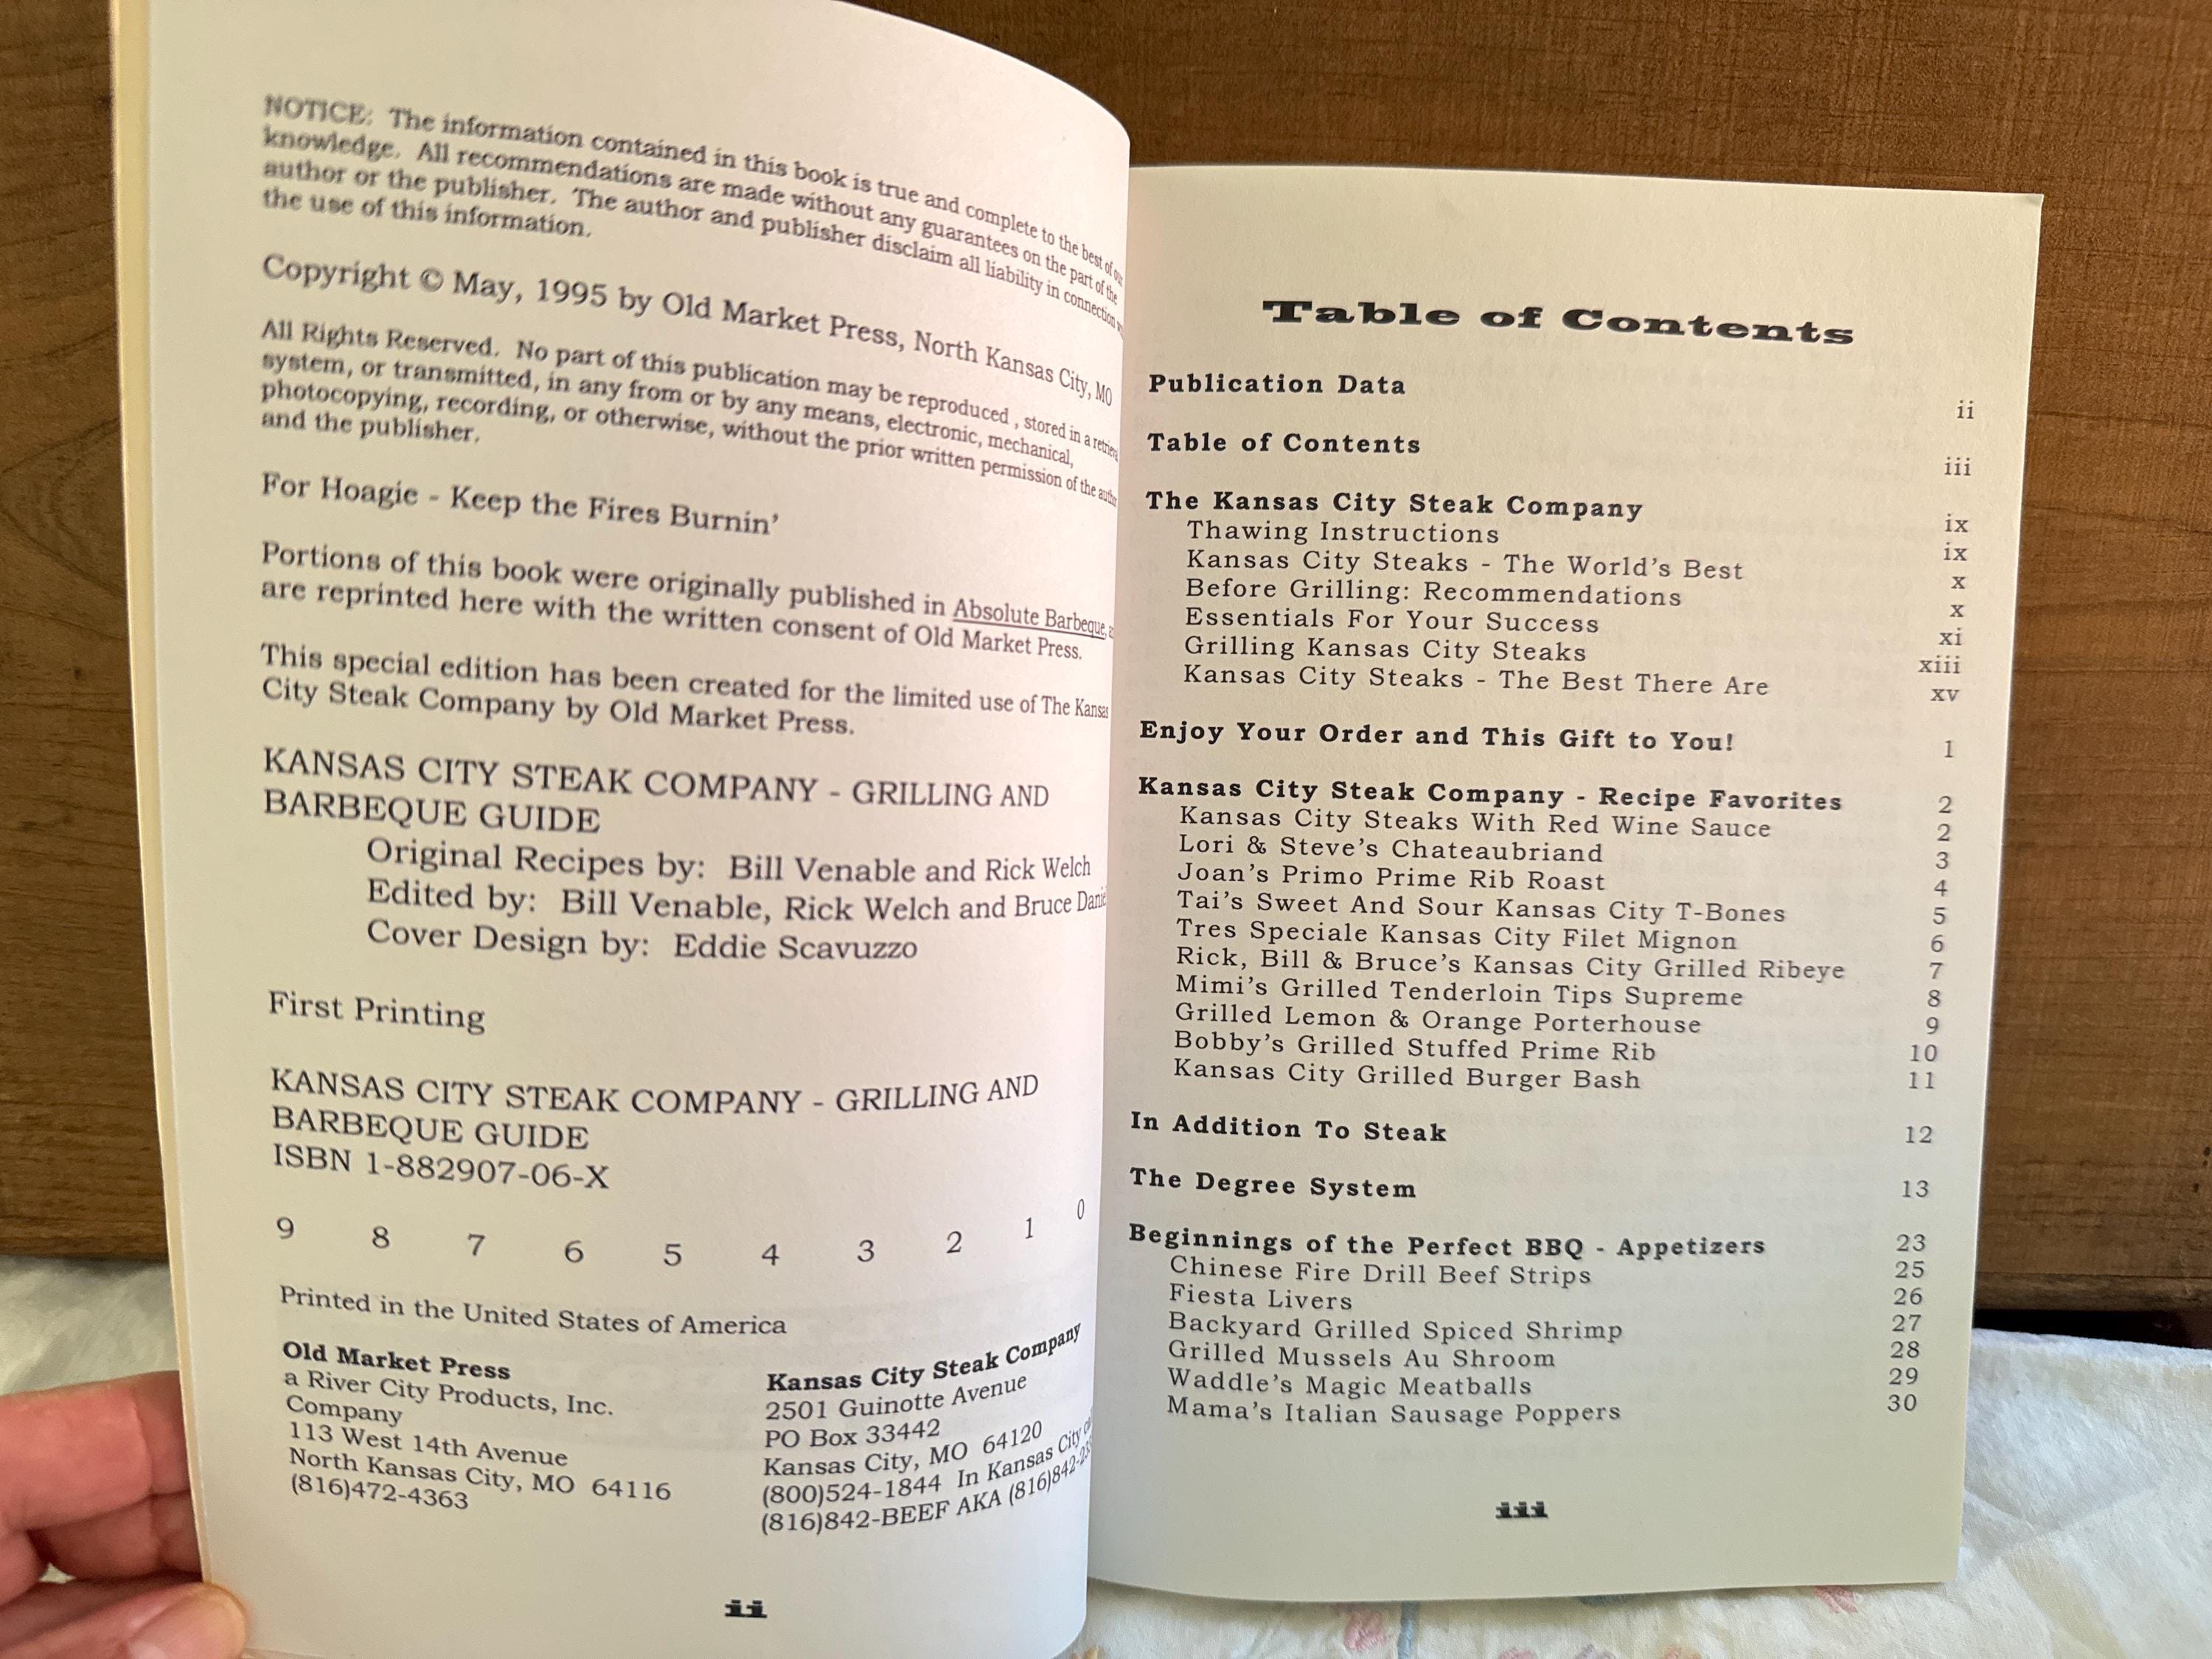 NOTICE: The information contained in this book is true and complete to the best of our
knowledge. All recommendations are made without any guarantees on the part of the
author or the publisher. The author and publisher disclaim all liability in connection
the use of this information.
Copyright © May, 1995 by Old Market Press, North Kansas City, MO
All Rights Reserved. No part of this publication may be reproduced , stored in a
system, or transmitted, in any from or by any means, electronic, mechanical,
photocopying, recording, or otherwise, without the prior written permission of the
and the publisher.
For Hoagie - Keep the Fires Burnin'
Portions of this book were originally published in Absolute Barbeque,
are reprinted here with the written consent of Old Market Press.
This special edition has been created for the limited use of The Kansas
City Steak Company by Old Market Press.
KANSAS CITY STEAK COMPANY - GRILLING AND
BARBEQUE GUIDE
Original Recipes by: Bill Venable and Rick Welch
Edited by: Bill Venable, Rick Welch and Bruce
Cover Design by: Eddie Scavuzzo
First Printing
KANSAS CITY STEAK COMPANY - GRILLING AND
BARBEQUE GUIDE
ISBN 1-882907-06-X
9 8 7 6 5 4 3 2 1 0
Printed in the United States of America
Old Market Press
a River City Products, Inc.
Company
113 West 14th Avenue
North Kansas City, MO 64116
(816)472-4363
Kansas City Steak Company
2501 Guinotte Avenue
PO Box 33442
Kansas City, MO 64120
(800)524-1844 In Kansas City
(816)842-BEEF AKA
ii
Table of Contents
Publication Data ii
Table of Contents iii
The Kansas City Steak Company ix
Thawing Instructions ix
Kansas City Steaks - The World's Best x
Before Grilling: Recommendations x
Essentials For Your Success xi
Grilling Kansas City Steaks xiii
Kansas City Steaks - The Best There Are xv
Enjoy Your Order and This Gift to You! 1
Kansas City Steak Company - Recipe Favorites 2
Kansas City Steaks With Red Wine Sauce 2
Lori & Steve's Chateaubriand 3
Joan's Primo Prime Rib Roast 4
Tai's Sweet And Sour Kansas City T-Bones 5
Tres Speciale Kansas City Filet Mignon 6
Rick, Bill & Bruce's Kansas City Grilled Ribeye 7
Mimi's Grilled Tenderloin Tips Supreme 8
Grilled Lemon & Orange Porterhouse 9
Bobby's Grilled Stuffed Prime Rib 10
Kansas City Grilled Burger Bash 11
In Addition To Steak 12
The Degree System 13
Beginnings of the Perfect BBQ - Appetizers 23
Chinese Fire Drill Beef Strips 25
Fiesta Livers 26
Backyard Grilled Spiced Shrimp 27
Grilled Mussels Au Shroom 28
Waddle's Magic Meatballs 29
Mama's Italian Sausage Poppers 30
iii